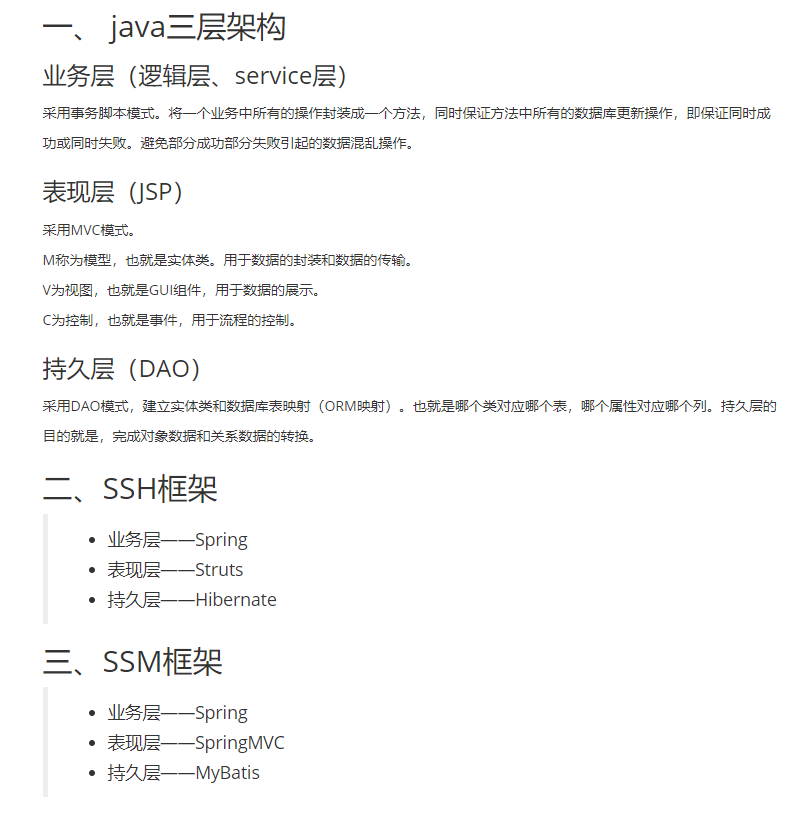 一、 java三层架构
业务层（逻辑层、service层）
采用事务脚本模式。将一个业务中所有的操作封装成一个方法，同时保证方法中所有的数据库更新操作，即保证同时成
功或同时失败。避免部分成功部分失败引起的数据混乱操作。
表现层（JSP）
采用MVC模式。
M称为模型，也就是实体类。用于数据的封装和数据的传输。
V为视图，也就是GUI组件，用于数据的展示。
C为控制，也就是事件，用于流程的控制。
持久层（DAO）
采用DAO模式，建立实体类和数据库表映射（ORM映射）。也就是哪个类对应哪个表，哪个属性对应哪个列。持久层的
目的就是，完成对象数据和关系数据的转换。
二、SSH框架
• 业务层——Spring
• 表现层——Struts
• 持久层——Hibernate
三、SSM框架
• 业务层——Spring
• 表现层——SpringMVC
• 持久层——MyBatis